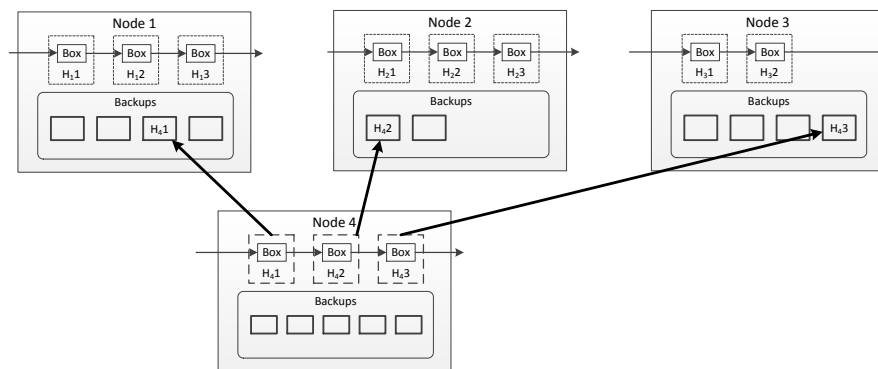 Node 1
Box Box Box
H₁1 H₁2 H₁3
Backups
H₄1
Node 2
Box Box Box
H₂1 H₂2 H₂3
Backups
H₄2
Node 3
Box Box
H₃1 H₃2
Backups
H₄3
Node 4
Box Box Box
H₄1 H₄2 H₄3
Backups